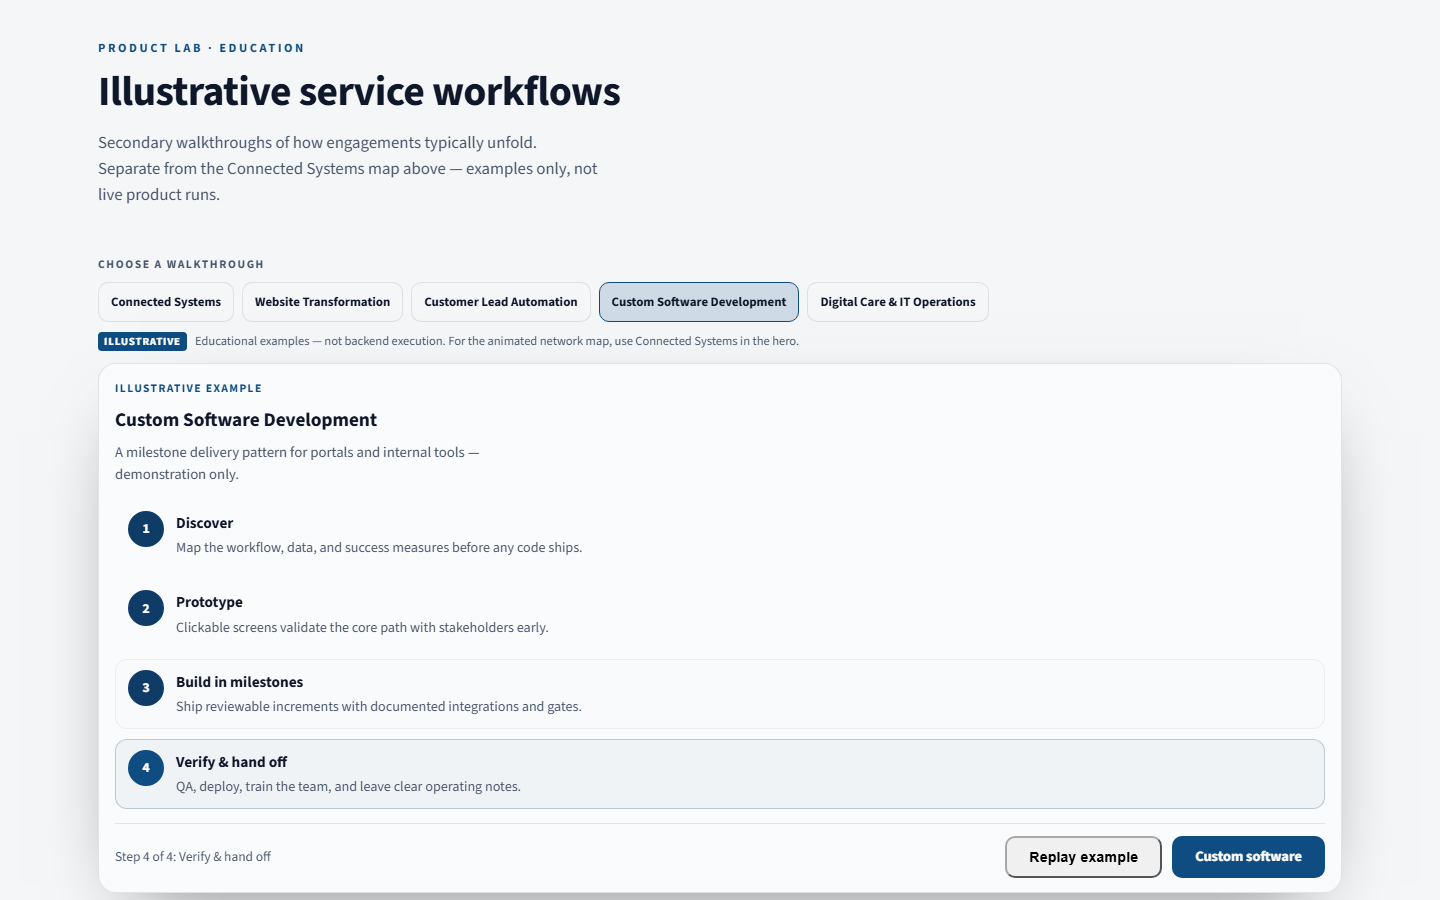 PRODUCT LAB · EDUCATION
Illustrative service workflows
Secondary walkthroughs of how engagements typically unfold.
Separate from the Connected Systems map above — examples only, not
live product runs.
CHOOSE A WALKTHROUGH
Connected Systems
Website Transformation
Customer Lead Automation
Custom Software Development
Digital Care & IT Operations
ILLUSTRATIVE
Educational examples — not backend execution. For the animated network map, use Connected Systems in the hero.
ILLUSTRATIVE EXAMPLE
Custom Software Development
A milestone delivery pattern for portals and internal tools —
demonstration only.
1
Discover
Map the workflow, data, and success measures before any code ships.
2
Prototype
Clickable screens validate the core path with stakeholders early.
3
Build in milestones
Ship reviewable increments with documented integrations and gates.
4
Verify & hand off
QA, deploy, train the team, and leave clear operating notes.
Step 4 of 4: Verify & hand off
Replay example
Custom software